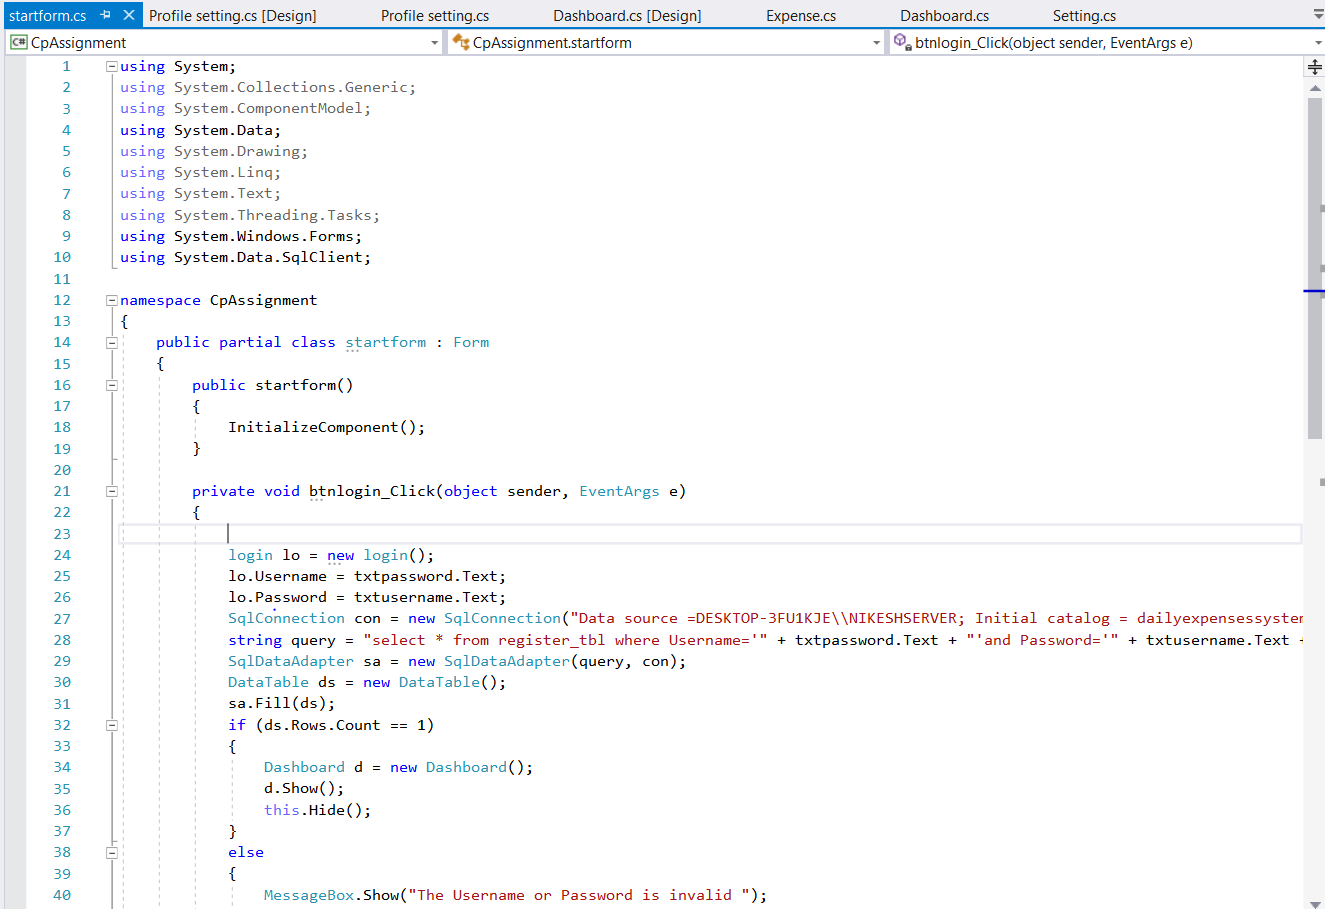 startform.cs
Profile setting.cs [Design]
Profile setting.cs
Dashboard.cs [Design]
Expense.cs
Dashboard.cs
Setting.cs
C# CpAssignment
CpAssignment.startform
btnlogin_Click(object sender, EventArgs e)
1 using System;
2 using System.Collections.Generic;
3 using System.ComponentModel;
4 using System.Data;
5 using System.Drawing;
6 using System.Linq;
7 using System.Text;
8 using System.Threading.Tasks;
9 using System.Windows.Forms;
10 using System.Data.SqlClient;
11
12 namespace CpAssignment
13 {
14 public partial class startform : Form
15 {
16 public startform()
17 {
18 InitializeComponent();
19 }
20
21 private void btnlogin_Click(object sender, EventArgs e)
22 {
23
24 login lo = new login();
25 lo.Username = txtpassword.Text;
26 lo.Password = txtusername.Text;
27 SqlConnection con = new SqlConnection("Data source =DESKTOP-3FU1KJE\\NIKESHSERVER; Initial catalog = dailyexpensessystem
28 string query = "select * from register_tbl where Username='" + txtpassword.Text + "'and Password='" + txtusername.Text +
29 SqlDataAdapter sa = new SqlDataAdapter(query, con);
30 DataTable ds = new DataTable();
31 sa.Fill(ds);
32 if (ds.Rows.Count == 1)
33 {
34 Dashboard d = new Dashboard();
35 d.Show();
36 this.Hide();
37 }
38 else
39 {
40 MessageBox.Show("The Username or Password is invalid ");